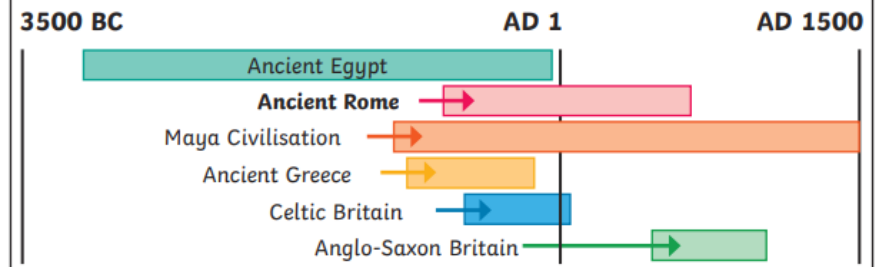 3500 BC AD 1 AD 1500
Ancient Egypt
Ancient Rome
Maya Civilisation
Ancient Greece
Celtic Britain
Anglo-Saxon Britain